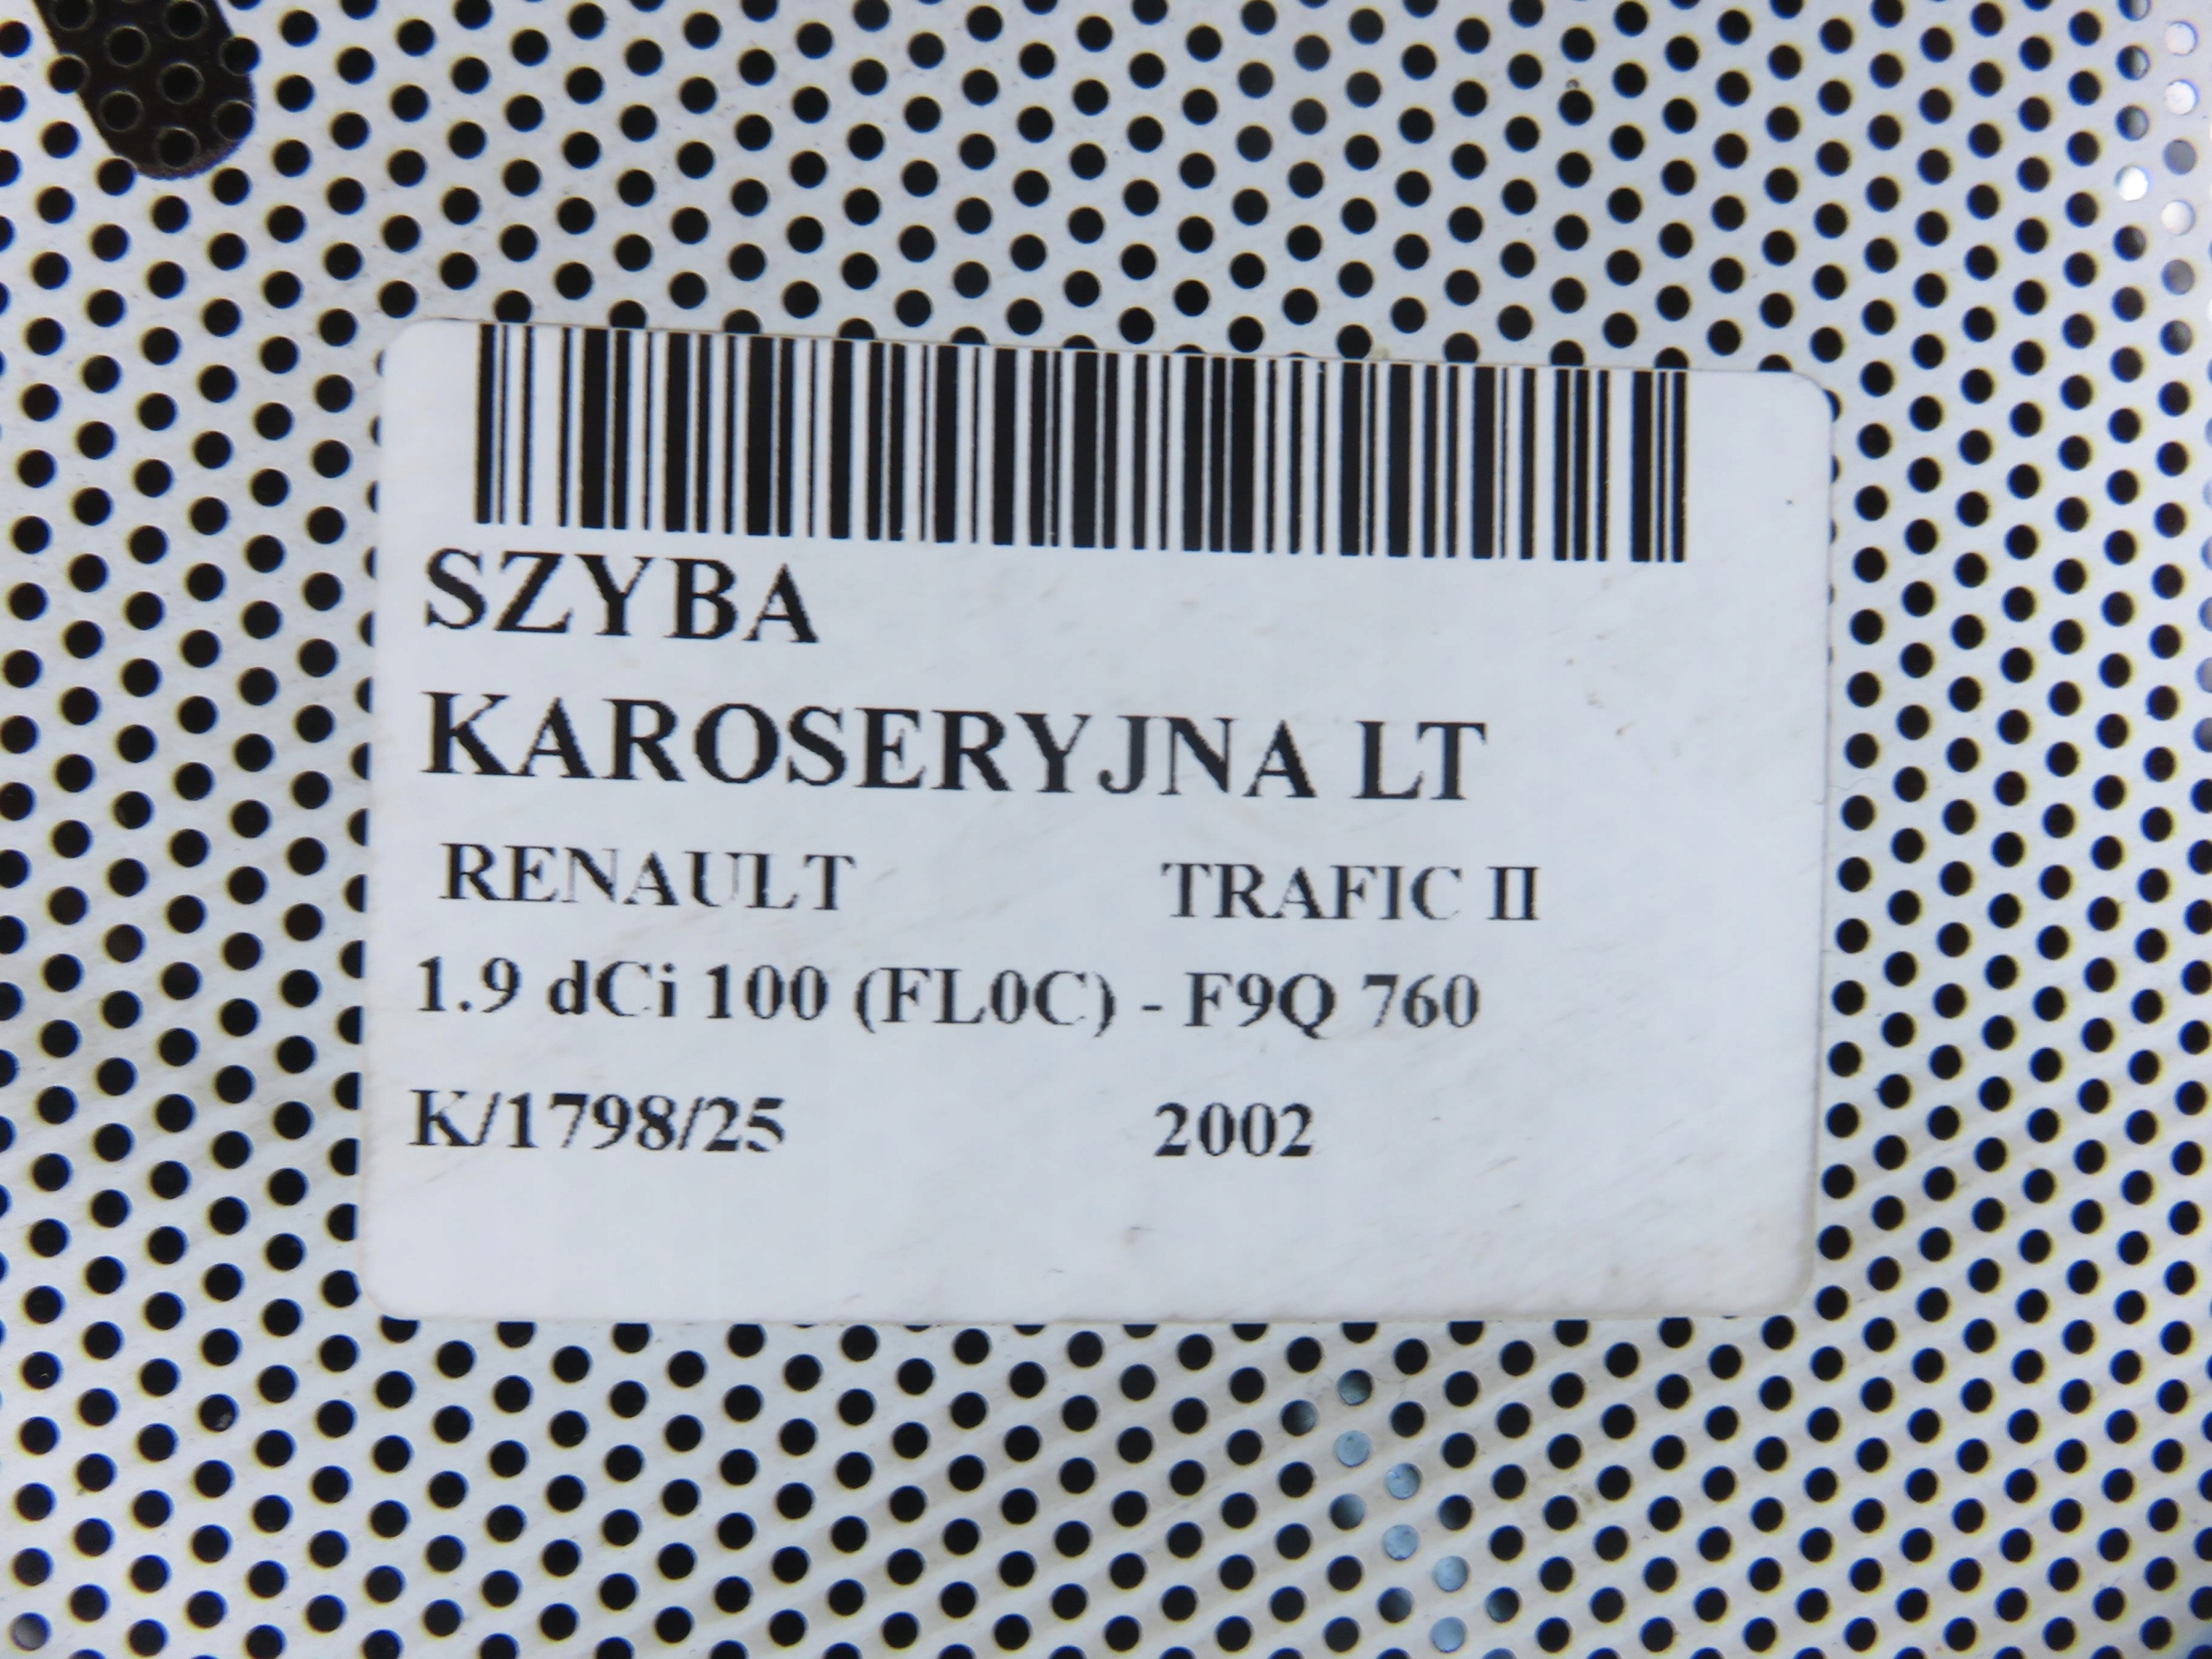 SZYBA
KAROSERYJNA LT
RENAULT TRAFIC II
1.9 dCi 100 (FL0C) - F9Q 760
K/1798/25 2002